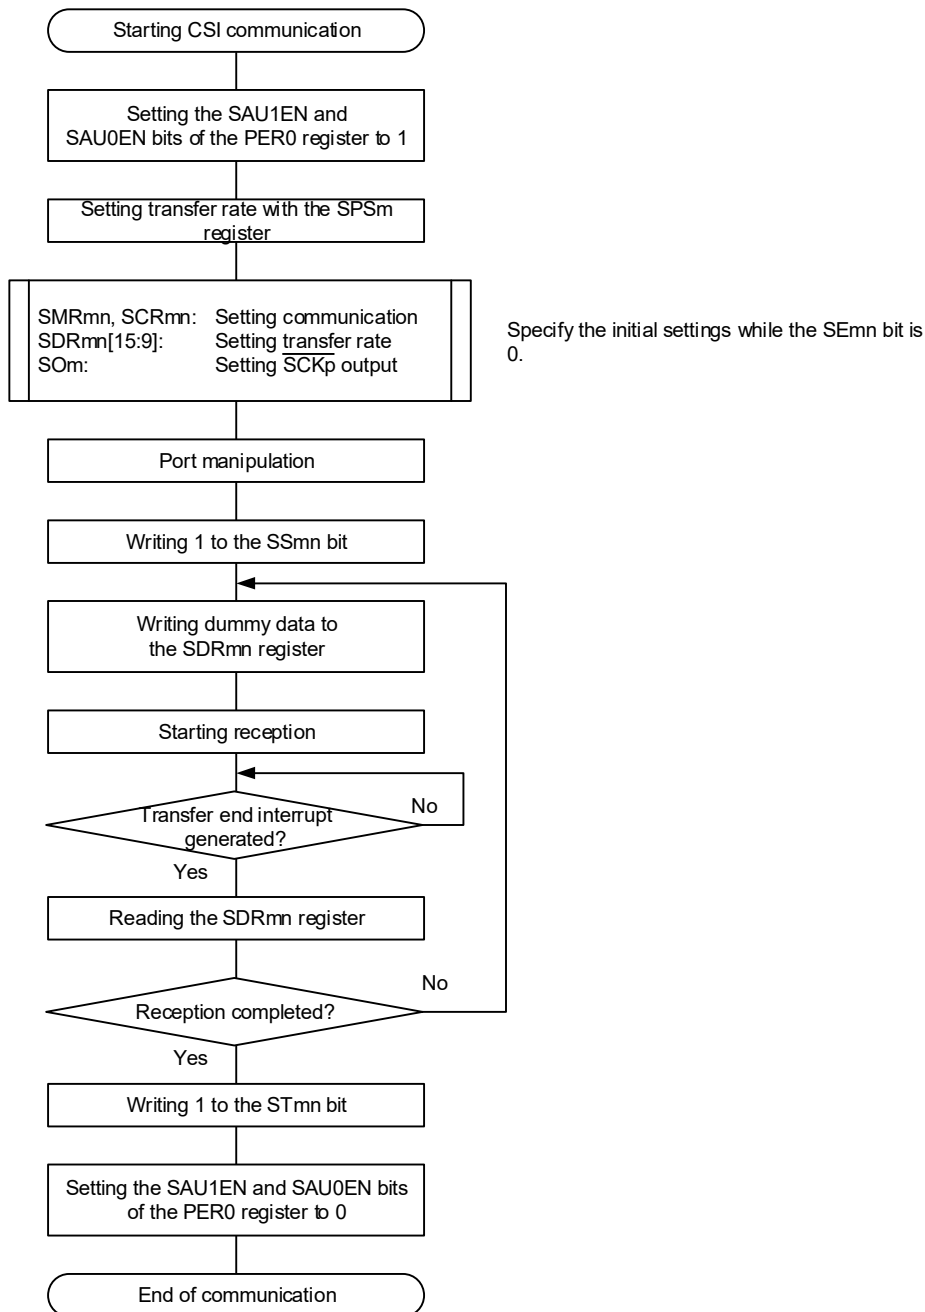 Starting CSI communication
Setting the SAU1EN and
SAU0EN bits of the PER0 register to 1
Setting transfer rate with the SPSm
register
SMRmn, SCRmn: Setting communication
SDRmn[15:9]: Setting transfer rate
SOm: Setting SCKp output
Specify the initial settings while the SEmn bit is
0.
Port manipulation
Writing 1 to the SSmn bit
Writing dummy data to
the SDRmn register
Starting reception
Transfer end interrupt
generated?
No
Yes
Reading the SDRmn register
No
Reception completed?
Yes
Writing 1 to the STmn bit
Setting the SAU1EN and SAU0EN bits
of the PER0 register to 0
End of communication